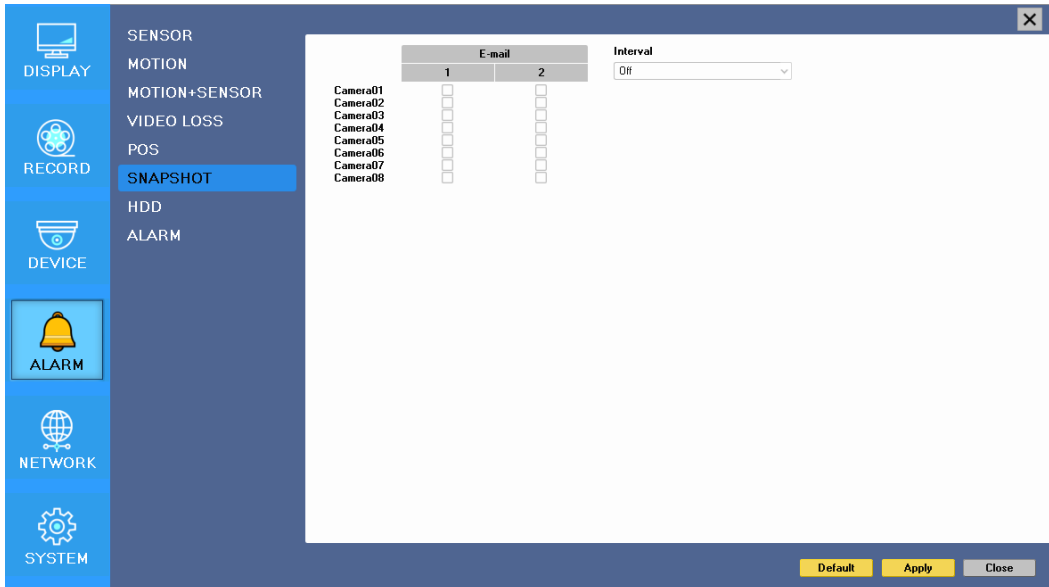 DISPLAY
RECORD
DEVICE
ALARM
NETWORK
SYSTEM
SENSOR
MOTION
MOTION+SENSOR
VIDEO LOSS
POS
SNAPSHOT
HDD
ALARM
E-mail
1 2
Interval
Off
Camera01
Camera02
Camera03
Camera04
Camera05
Camera06
Camera07
Camera08
Default Apply Close